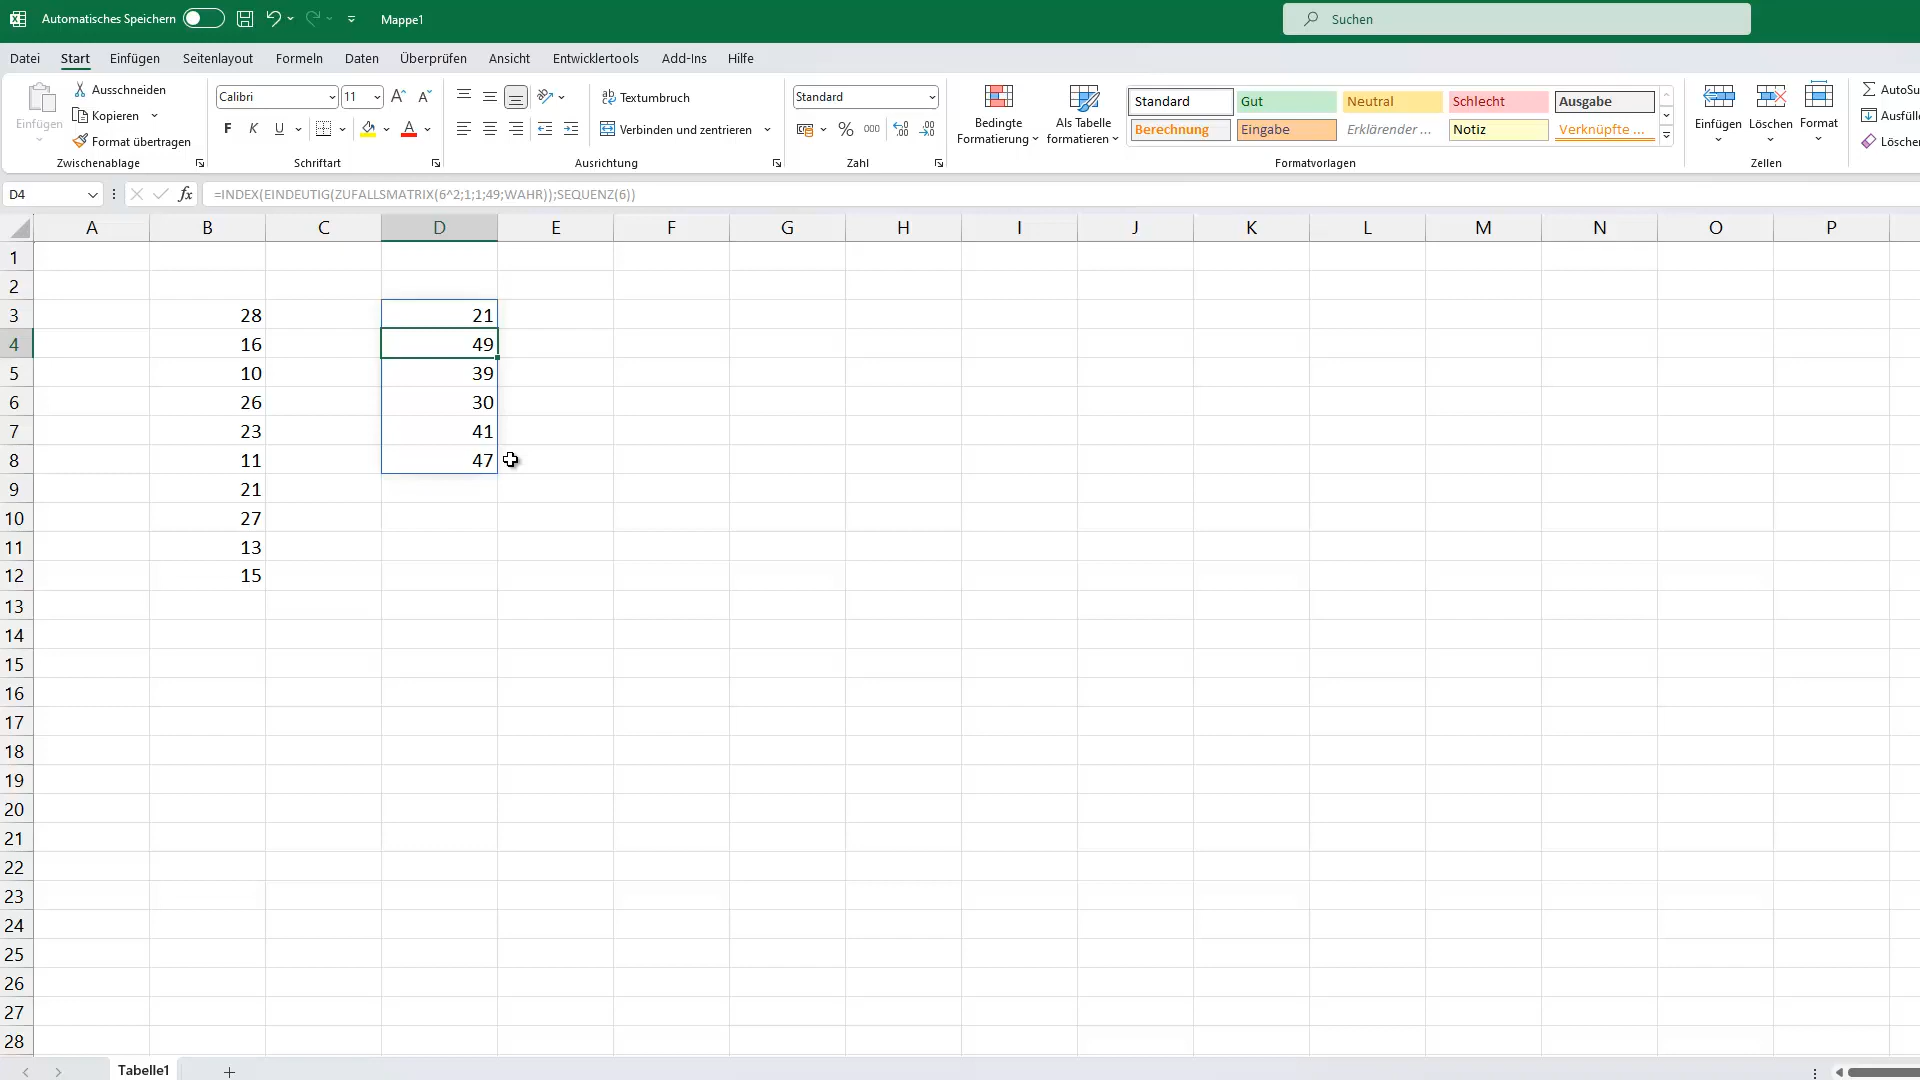 Automatisches Speichern Mappe1 Suchen
Datei Start Einfügen Seitenlayout Formeln Daten Überprüfen Ansicht Entwicklertools Add-Ins Hilfe
Einfügen
Ausschneiden
Kopieren
Format übertragen
Zwischenablage
Calibri 11
F K U
Schriftart
Textumbruch
Verbinden und zentrieren
Ausrichtung
Standard
% 000
Zahl
Bedingte
Formatierung
Als Tabelle
formatieren
Standard Gut Neutral Schlecht Ausgabe
Berechnung Eingabe Erklärender ... Notiz Verknüpfte ...
Formatvorlagen
Einfügen Löschen Format
Zellen
AutoSu
Ausfülle
Löschen
D4 fx =INDEX(EINDEUTIG(ZUFALLSMATRIX(6^2;1;1;49;WAHR));SEQUENZ(6))
A B C D E F G H I J K L M N O P
1
2
3 28 21
4 16 49
5 10 39
6 26 30
7 23 41
8 11 47
9 21
10 27
11 13
12 15
13
14
15
16
17
18
19
20
21
22
23
24
25
26
27
28
Tabelle1